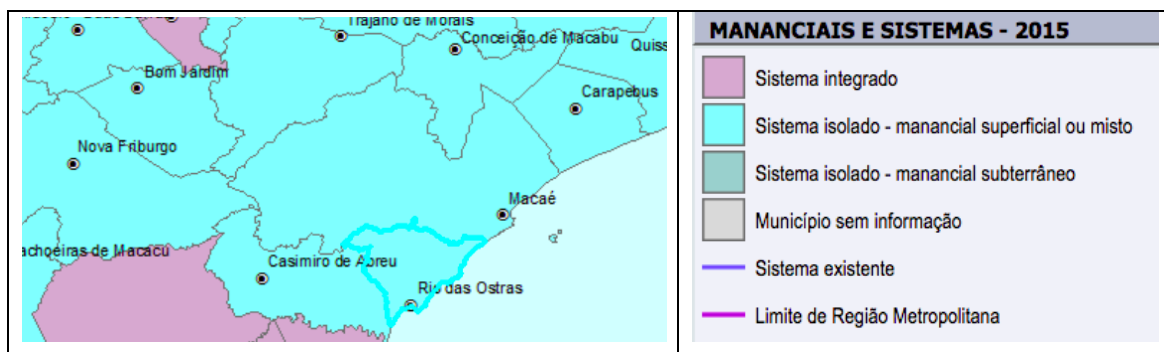 Trajano de Morais
Conceição de Macabu
Quiss
Bom Jardim
Carapebus
Nova Friburgo
Macaé
achoeiras de Macacu
Casimiro de Abreu
Rio das Ostras
MANANCIAIS E SISTEMAS - 2015
Sistema integrado
Sistema isolado - manancial superficial ou misto
Sistema isolado - manancial subterrâneo
Município sem informação
Sistema existente
Limite de Região Metropolitana